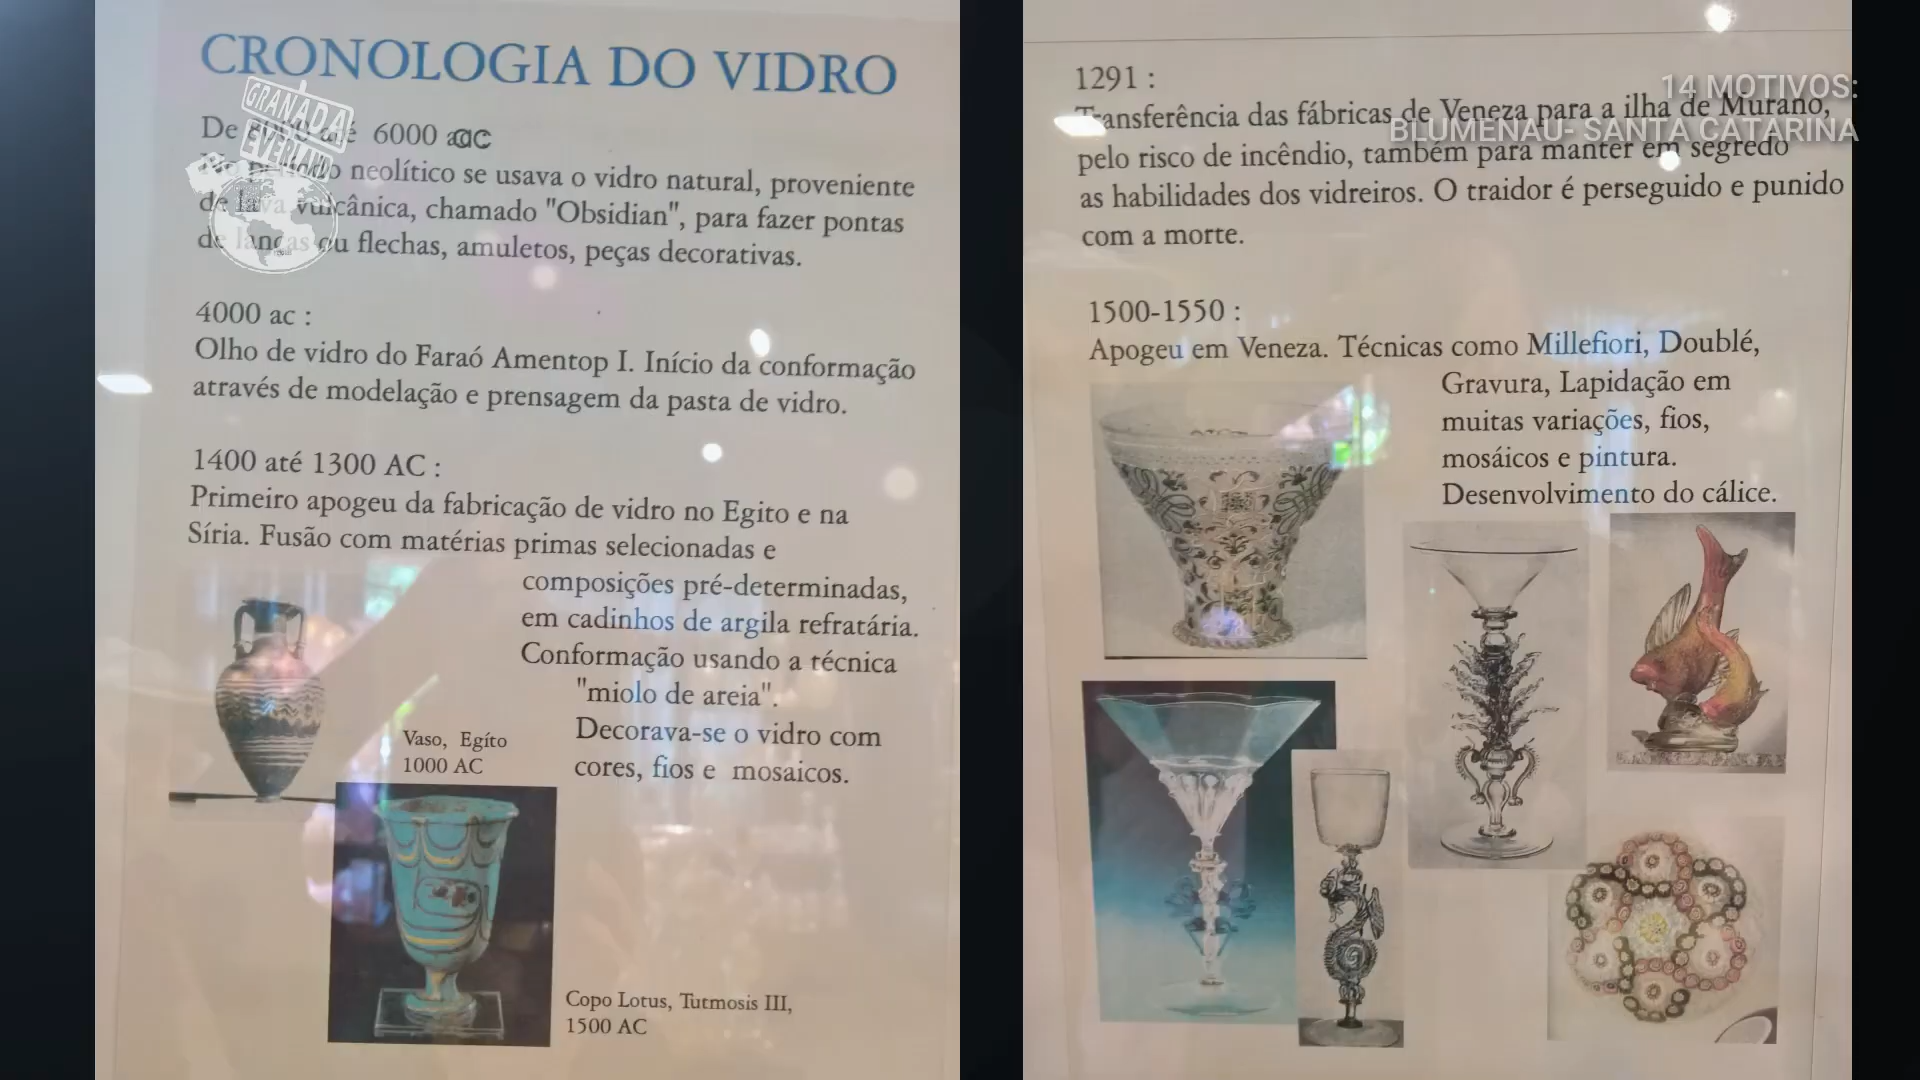 CRONOLOGIA DO VIDRO
De até 6000 ac
neolítico se usava o vidro natural, proveniente
de lava vulcânica, chamado "Obsidian", para fazer pontas
de lanças ou flechas, amuletos, peças decorativas.
4000 ac :
Olho de vidro do Faraó Amentop I. Início da conformação
através de modelação e prensagem da pasta de vidro.
1400 até 1300 AC :
Primeiro apogeu da fabricação de vidro no Egito e na
Síria. Fusão com matérias primas selecionadas e
composições pré-determinadas,
em cadinhos de argila refratária.
Conformação usando a técnica
"miolo de areia".
Decorava-se o vidro com
cores, fios e mosaicos.
Vaso, Egíto
1000 AC
Copo Lotus, Tutmosis III,
1500 AC
GRANADA
EVERLAID
1291 :
Transferência das fábricas de Veneza para a ilha de Murano,
pelo risco de incêndio, também para manter em segredo
as habilidades dos vidreiros. O traidor é perseguido e punido
com a morte.
1500-1550 :
Apogeu em Veneza. Técnicas como Millefiori, Doublé,
Gravura, Lapidação em
muitas variações, fios,
mosáicos e pintura.
Desenvolvimento do cálice.
14 MOTIVOS:
BLUMENAU- SANTA CATARINA